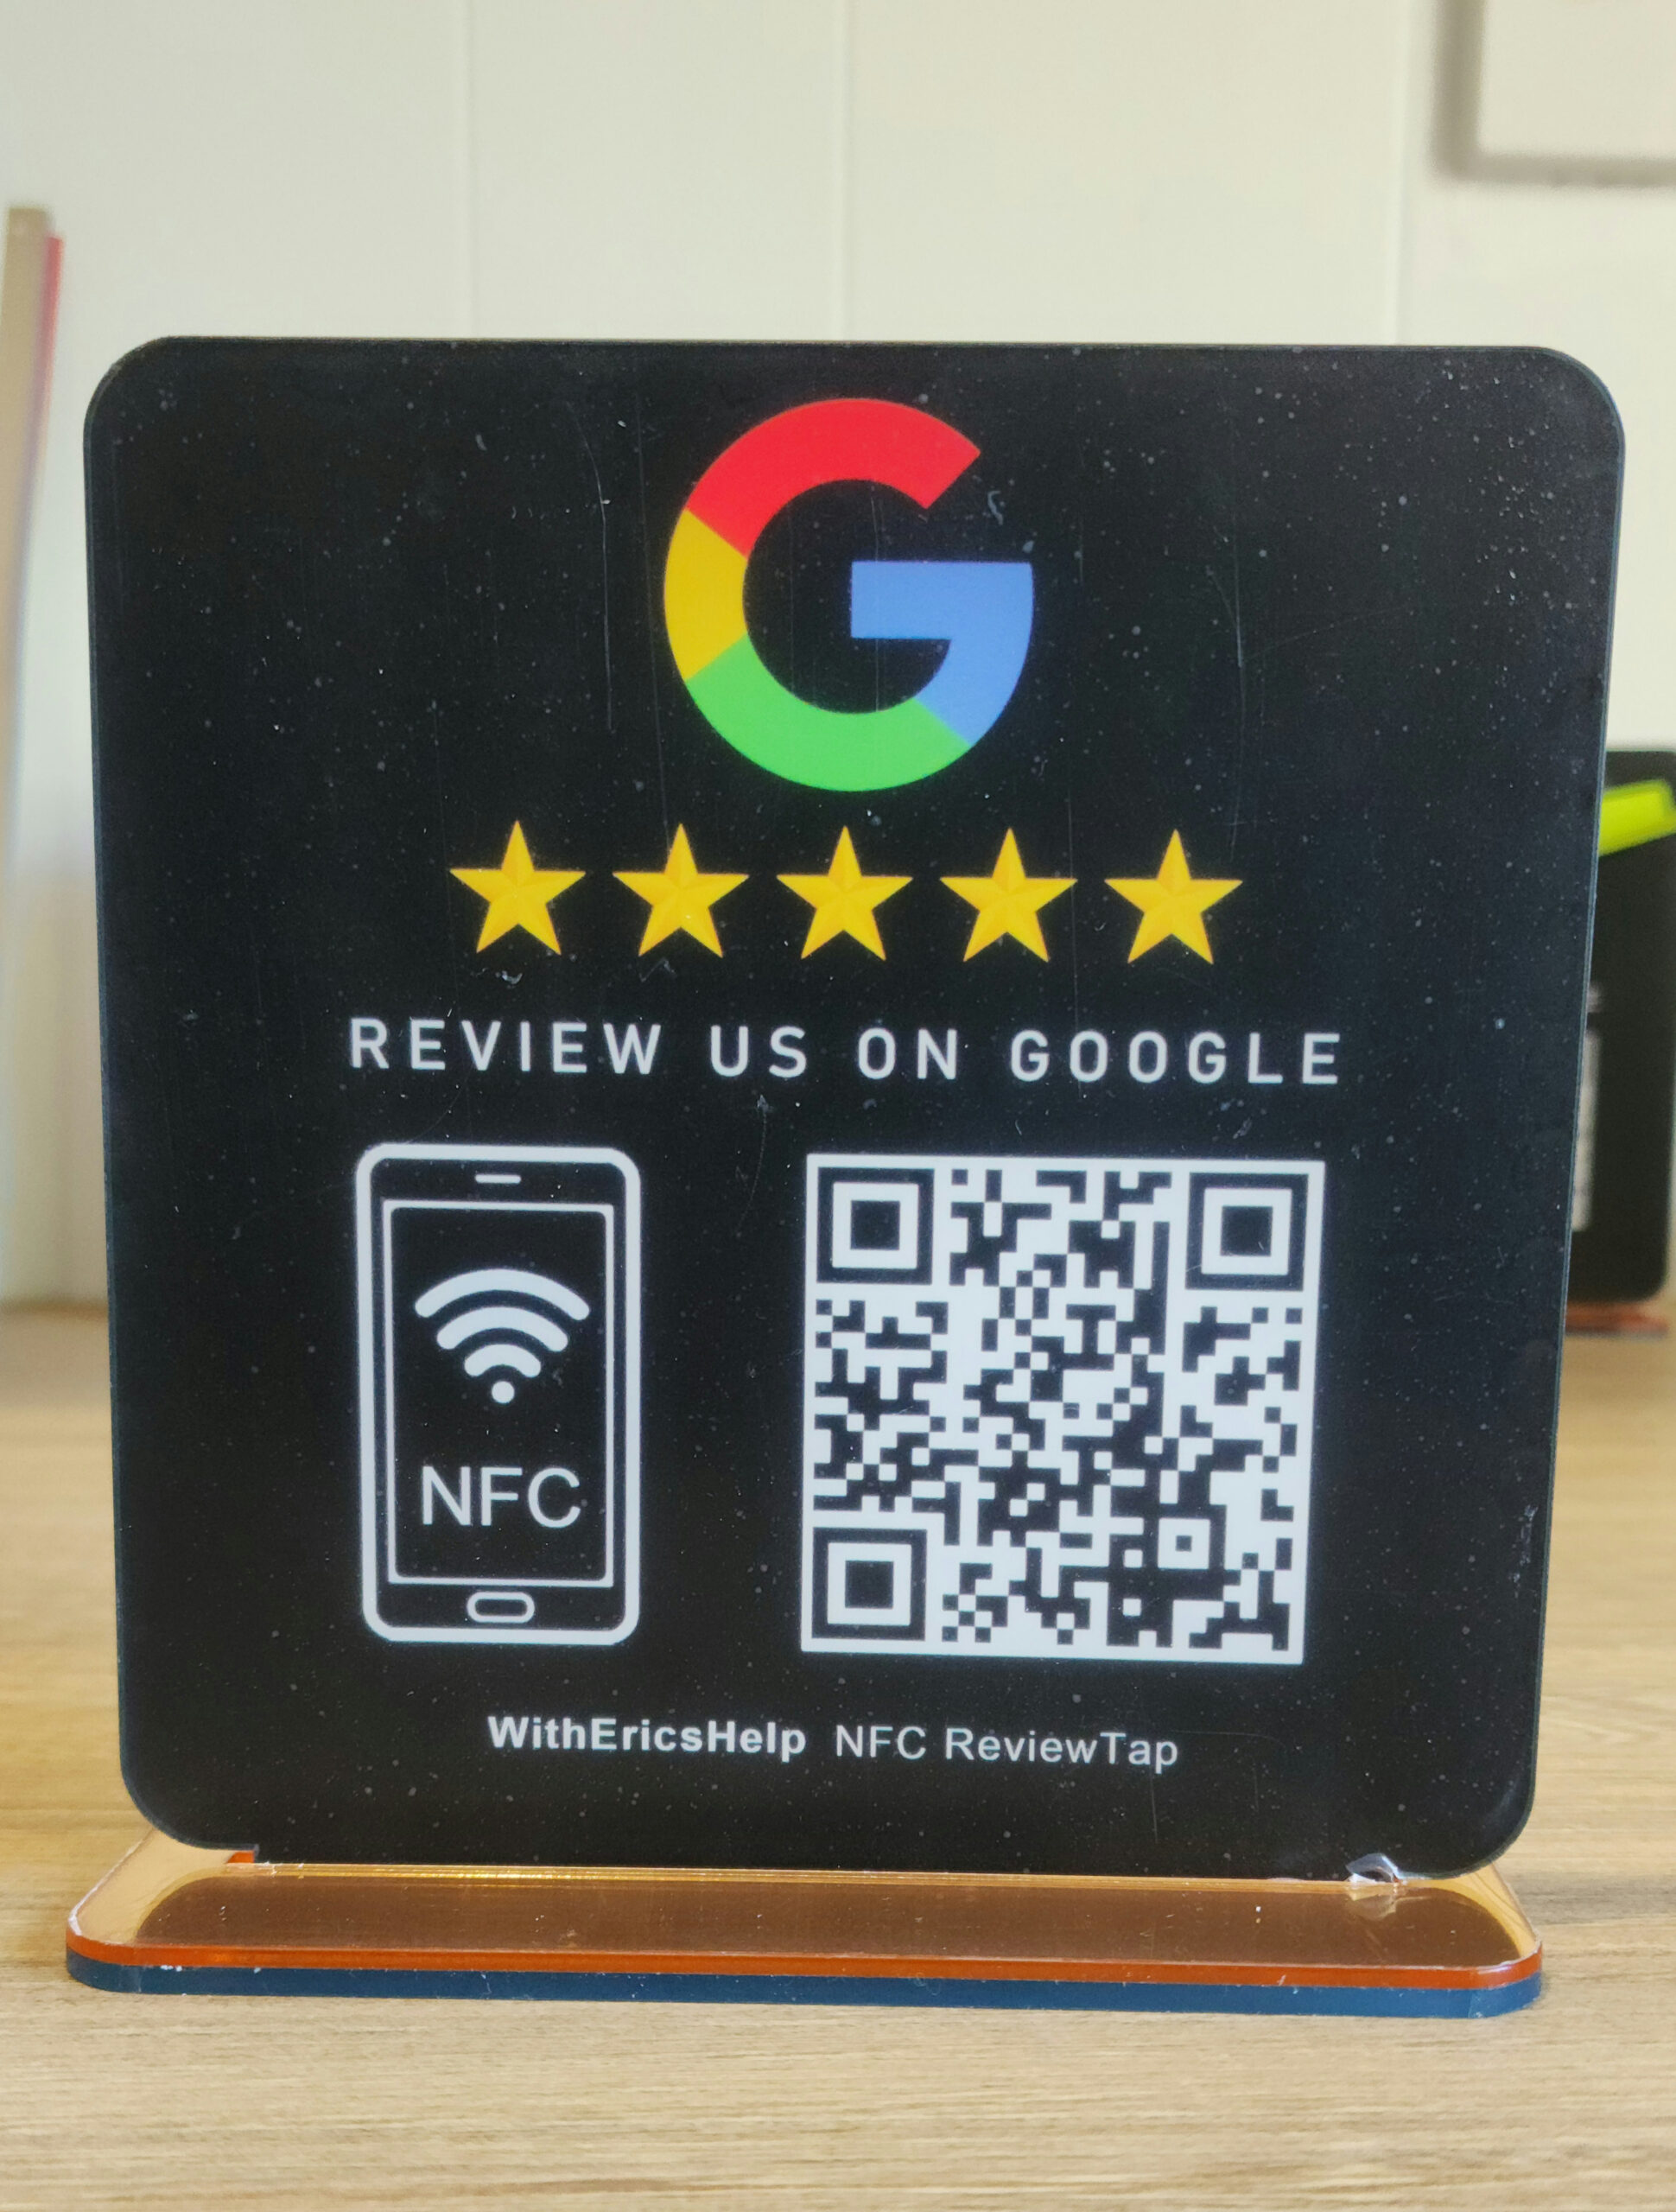 REVIEW US ON GOOGLE
NFC
WithEricsHelp NFC ReviewTap